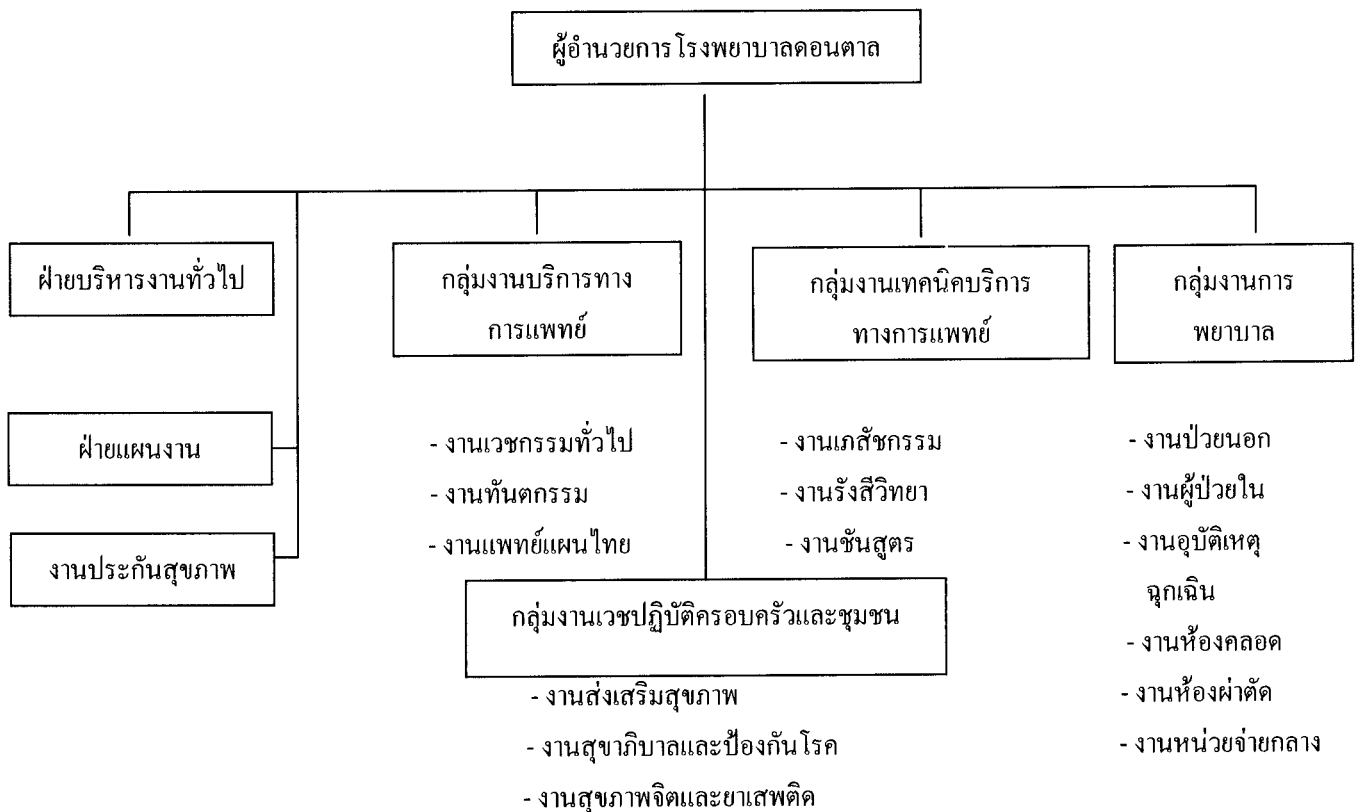 ผู้อำนวยการโรงพยาบาลดอนตาล
ฝ่ายบริหารงานทั่วไป
กลุ่มงานบริการทาง
การแพทย์
กลุ่มงานเทคนิคบริการ
ทางการแพทย์
กลุ่มงานการ
พยาบาล
ฝ่ายแผนงาน
งานประกันสุขภาพ
- งานเวชกรรมทั่วไป
- งานทันตกรรม
- งานแพทย์แผนไทย
- งานเภสัชกรรม
- งานรังสีวิทยา
- งานชันสูตร
- งานป่วยนอก
- งานผู้ป่วยใน
- งานอุบัติเหตุ
ฉุกเฉิน
- งานห้องคลอด
- งานห้องผ่าตัด
- งานหน่วยจ่ายกลาง
กลุ่มงานเวชปฏิบัติครอบครัวและชุมชน
- งานส่งเสริมสุขภาพ
- งานสุขาภิบาลและป้องกันโรค
- งานสุขภาพจิตและยาเสพติด